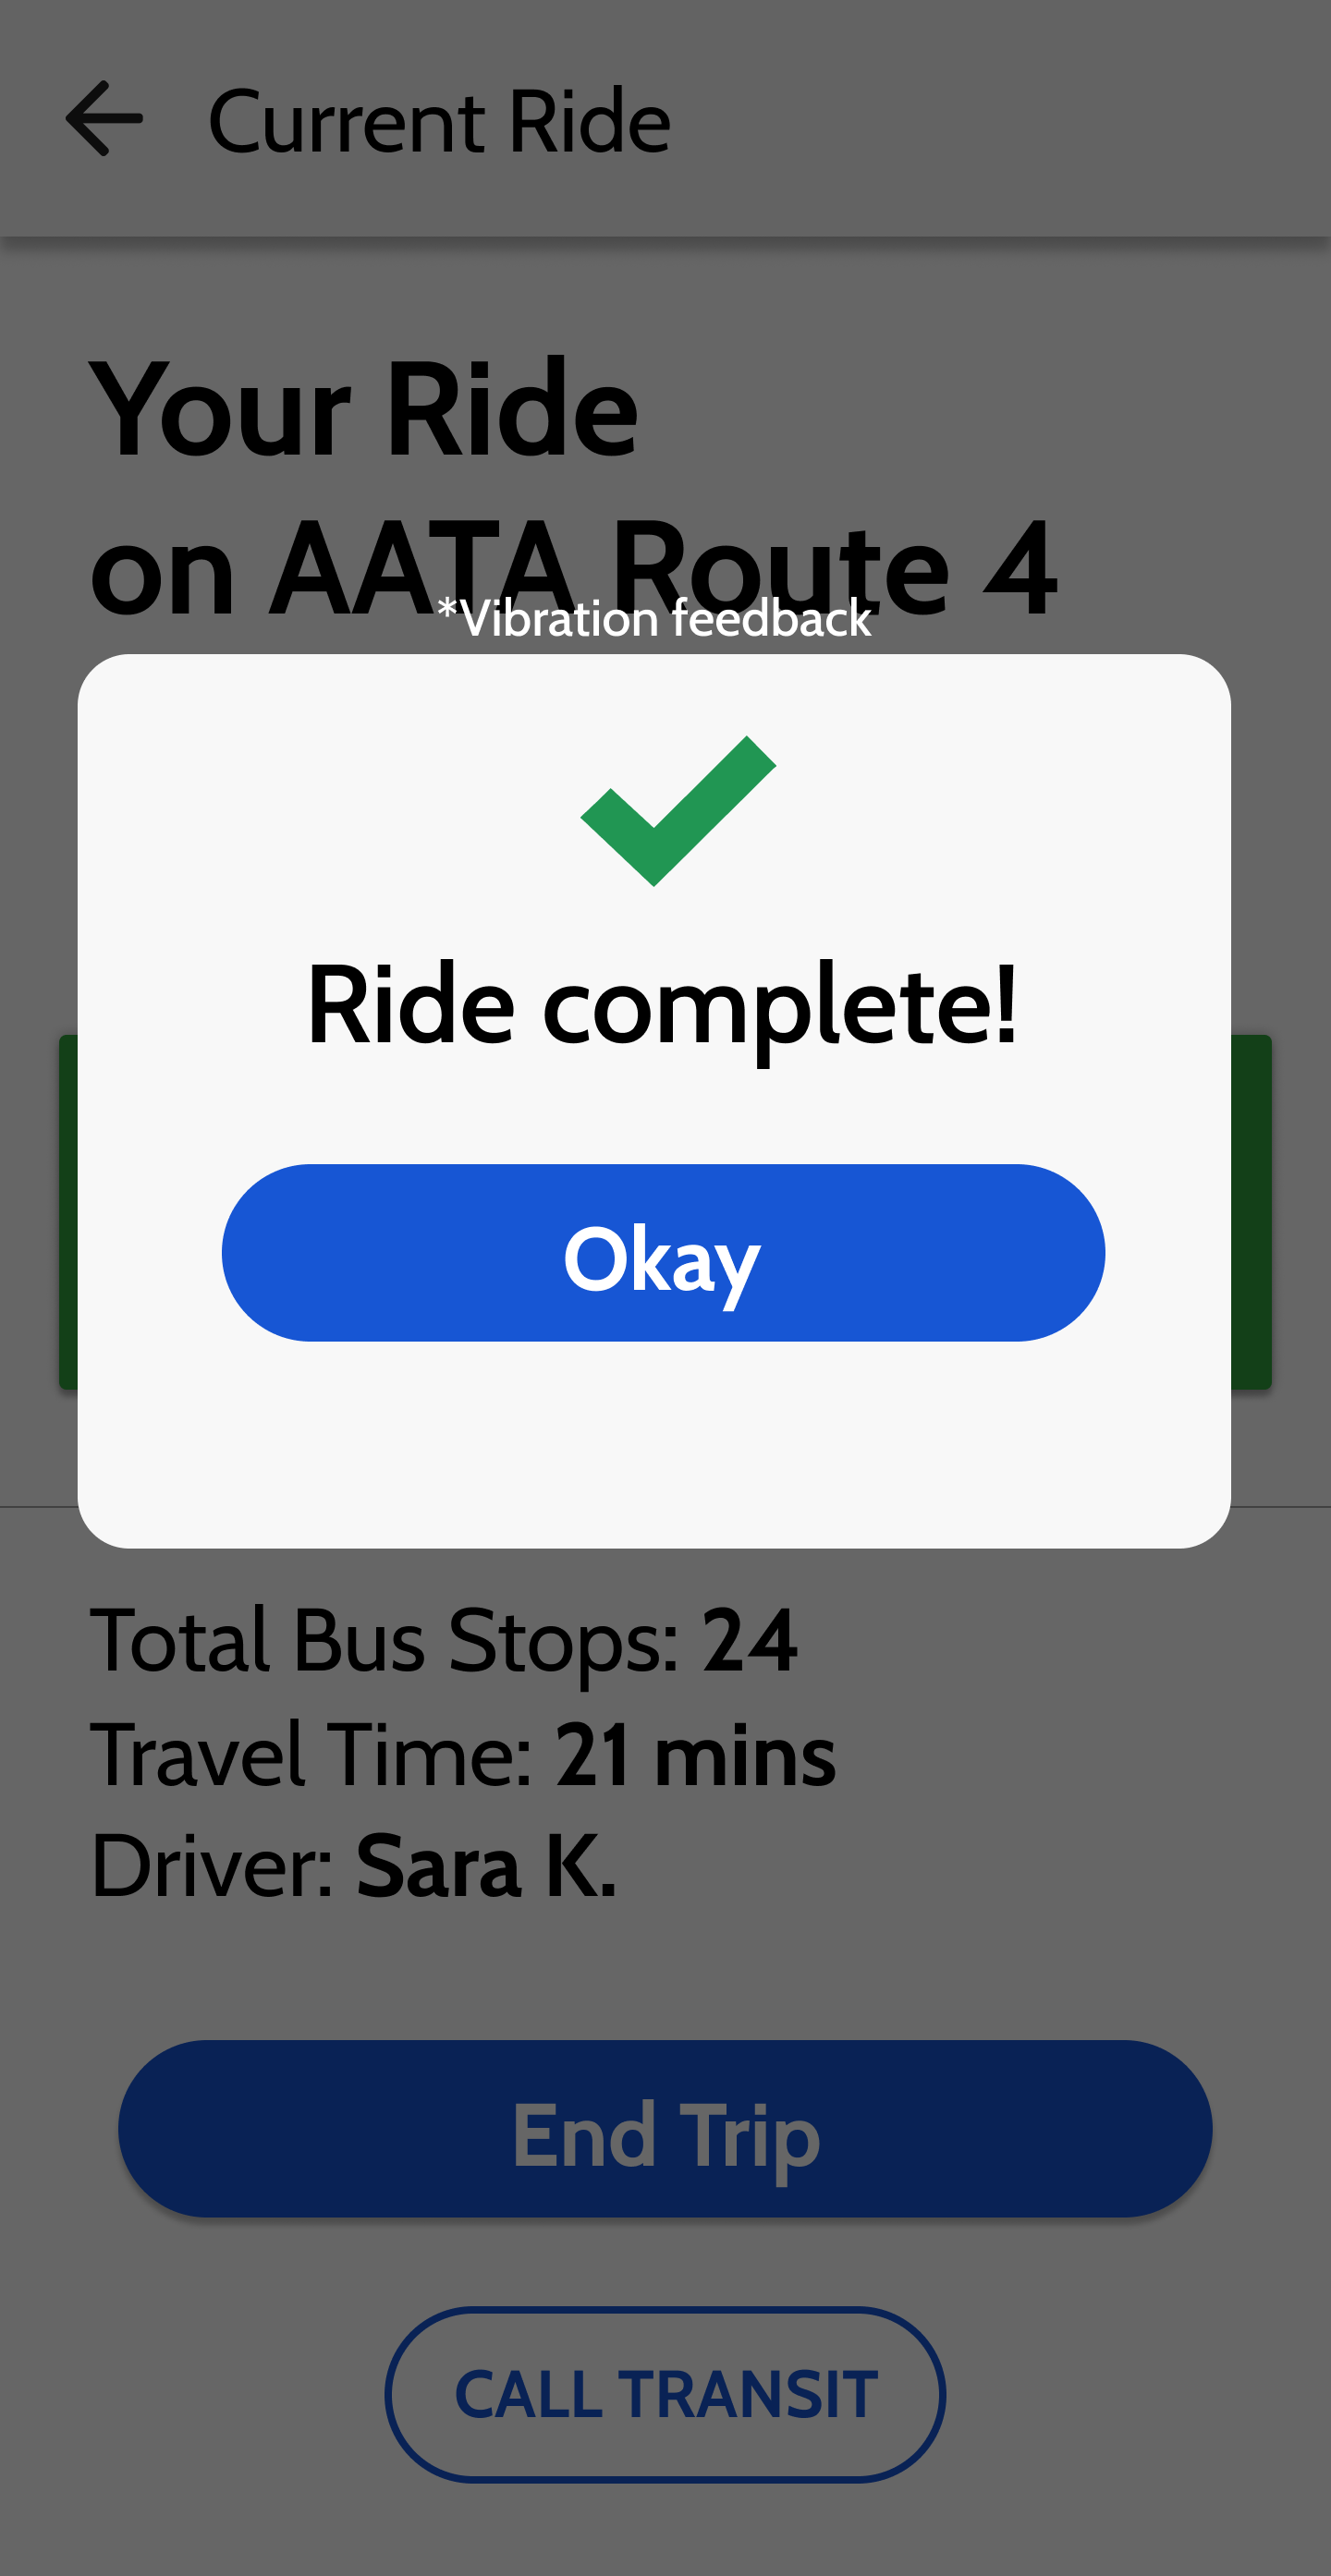 Current Ride
Your Ride
on AATA Route 4
*Vibration feedback
Ride complete!
Okay
Total Bus Stops: 24
Travel Time: 21 mins
Driver: Sara K.
End Trip
CALL TRANSIT